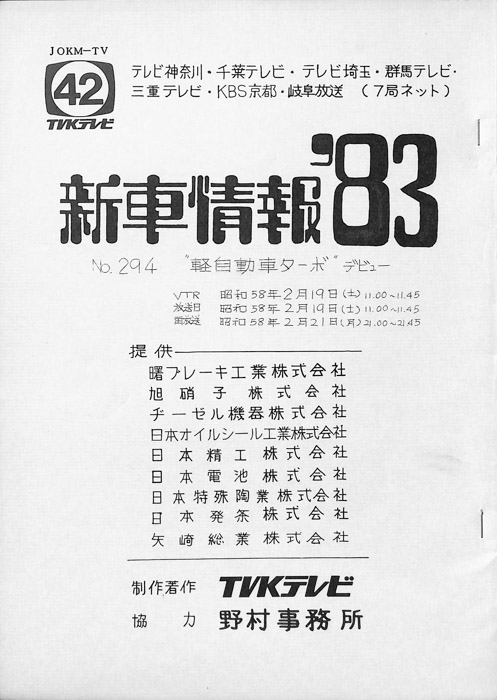 JOKM-TV
42
TVKテレビ
テレビ神奈川・千葉テレビ・テレビ埼玉・群馬テレビ・
三重テレビ・KBS京都・岐阜放送 (7局ネット)
新車情報'83
No.294 "軽自動車ターボ"デビュー
VTR 昭和58年2月19日(土)11.00~11.45
放送日 昭和58年2月19日(土)11.00~11.45
再放送 昭和58年2月21日(月)21.00~21.45
提供
曙ブレーキ工業株式会社
旭硝子株式会社
ヂーゼル機器株式会社
日本オイルシール工業株式会社
日本精工株式会社
日本電池株式会社
日本特殊陶業株式会社
日本発条株式会社
矢崎総業株式会社
制作著作 TVKテレビ
協力 野村事務所